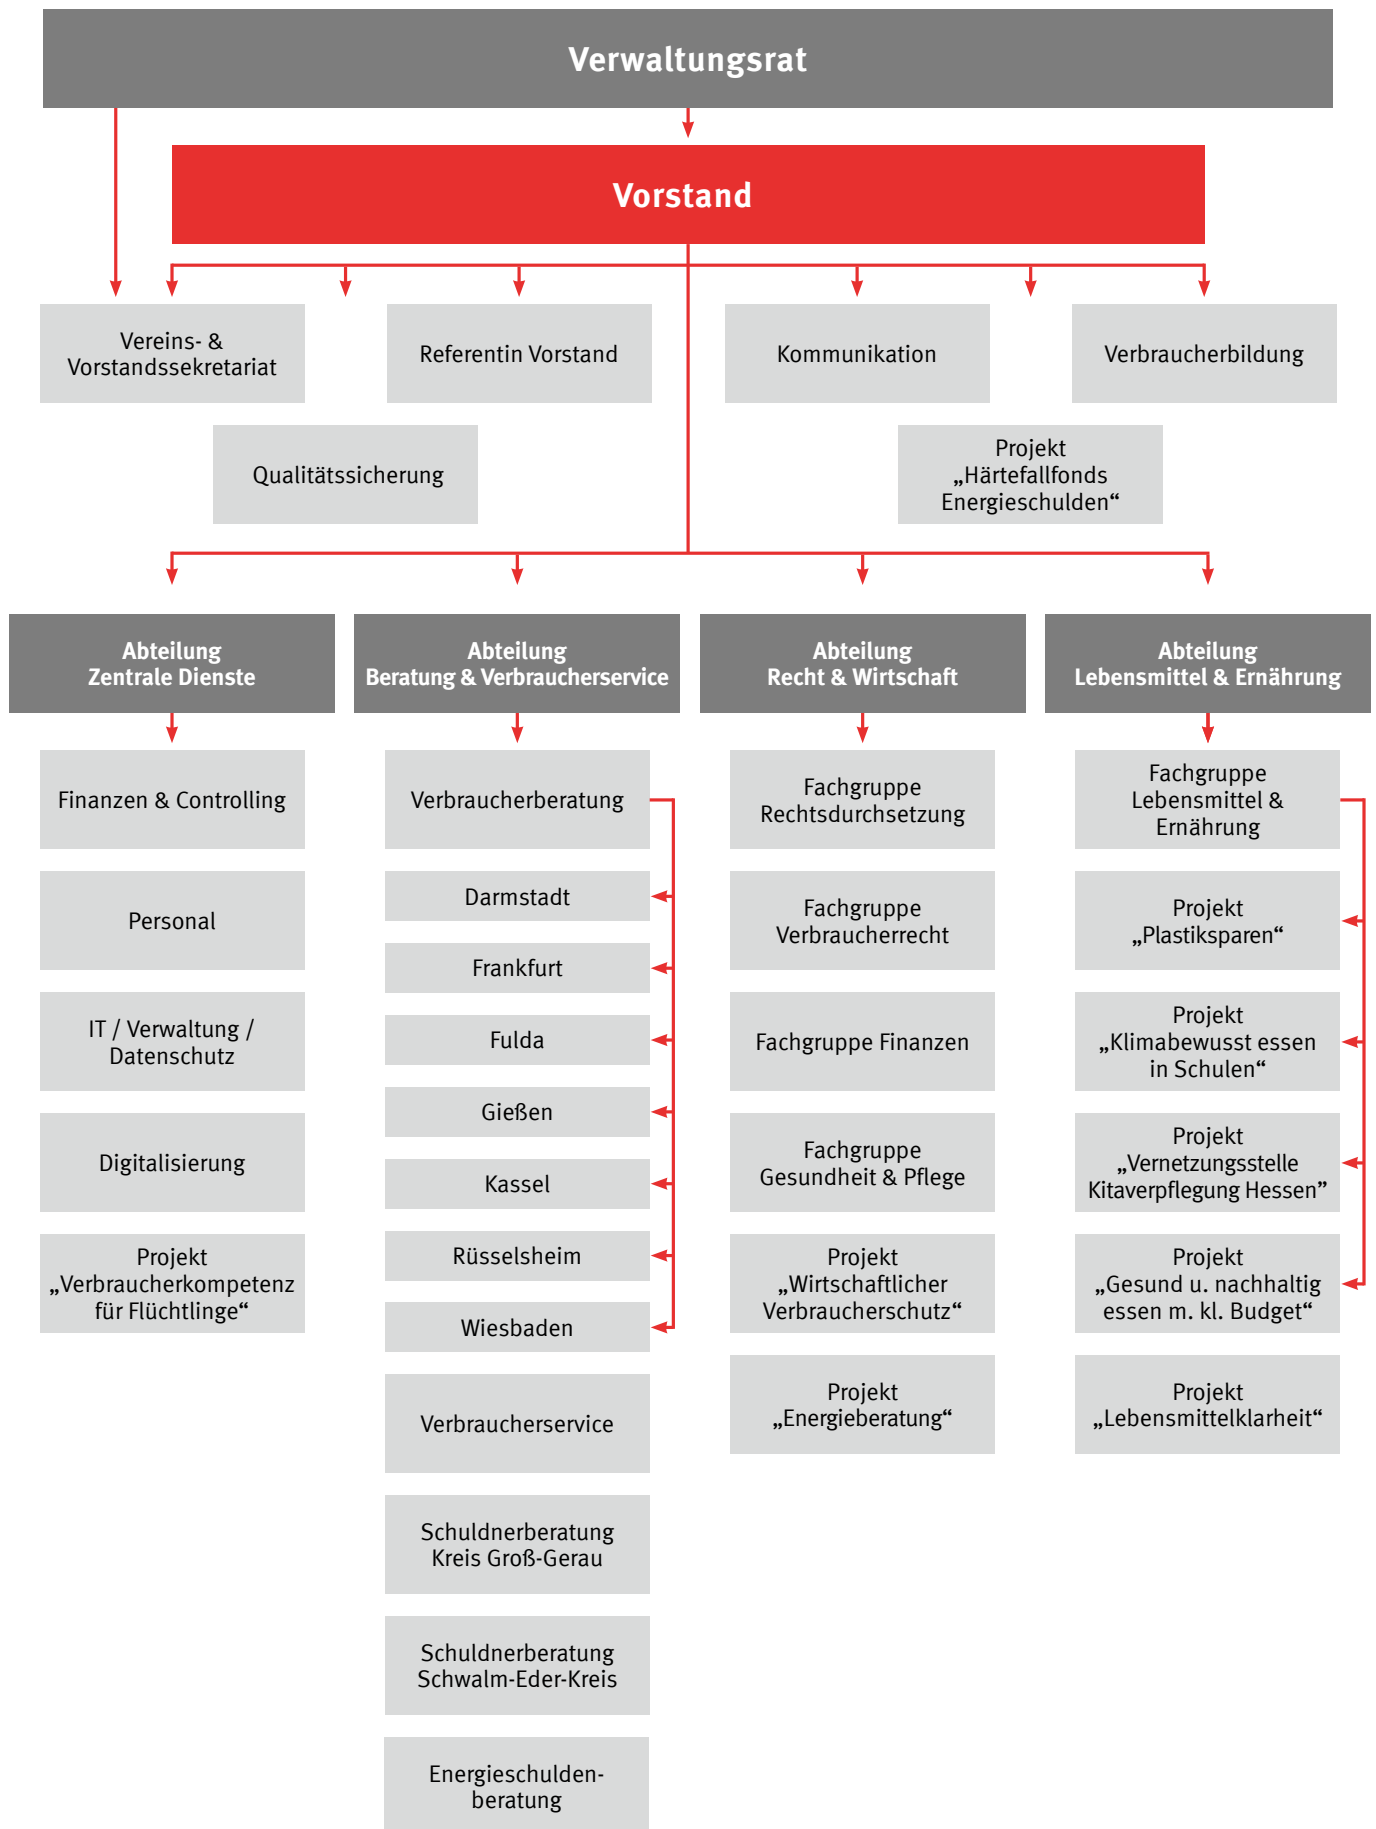 Verwaltungsrat
Vorstand
Vereins- &
Vorstandssekretariat
Referentin Vorstand
Kommunikation
Verbraucherbildung
Qualitätssicherung
Projekt
„Härtefallfonds
Energieschulden“
Abteilung
Zentrale Dienste
Finanzen & Controlling
Personal
IT / Verwaltung /
Datenschutz
Digitalisierung
Projekt
„Verbraucherkompetenz
für Flüchtlinge“
Abteilung
Beratung & Verbraucherservice
Verbraucherberatung
Darmstadt
Frankfurt
Fulda
Gießen
Kassel
Rüsselsheim
Wiesbaden
Verbraucherservice
Schuldnerberatung
Kreis Groß-Gerau
Schuldnerberatung
Schwalm-Eder-Kreis
Energieschulden-
beratung
Abteilung
Recht & Wirtschaft
Fachgruppe
Rechtsdurchsetzung
Fachgruppe
Verbraucherrecht
Fachgruppe Finanzen
Fachgruppe
Gesundheit & Pflege
Projekt
„Wirtschaftlicher
Verbraucherschutz“
Projekt
„Energieberatung“
Abteilung
Lebensmittel & Ernährung
Fachgruppe
Lebensmittel &
Ernährung
Projekt
„Plastiksparen“
Projekt
„Klimabewusst essen
in Schulen“
Projekt
„Vernetzungsstelle
Kitaverpflegung Hessen”
Projekt
„Gesund u. nachhaltig
essen m. kl. Budget“
Projekt
„Lebensmittelklarheit“